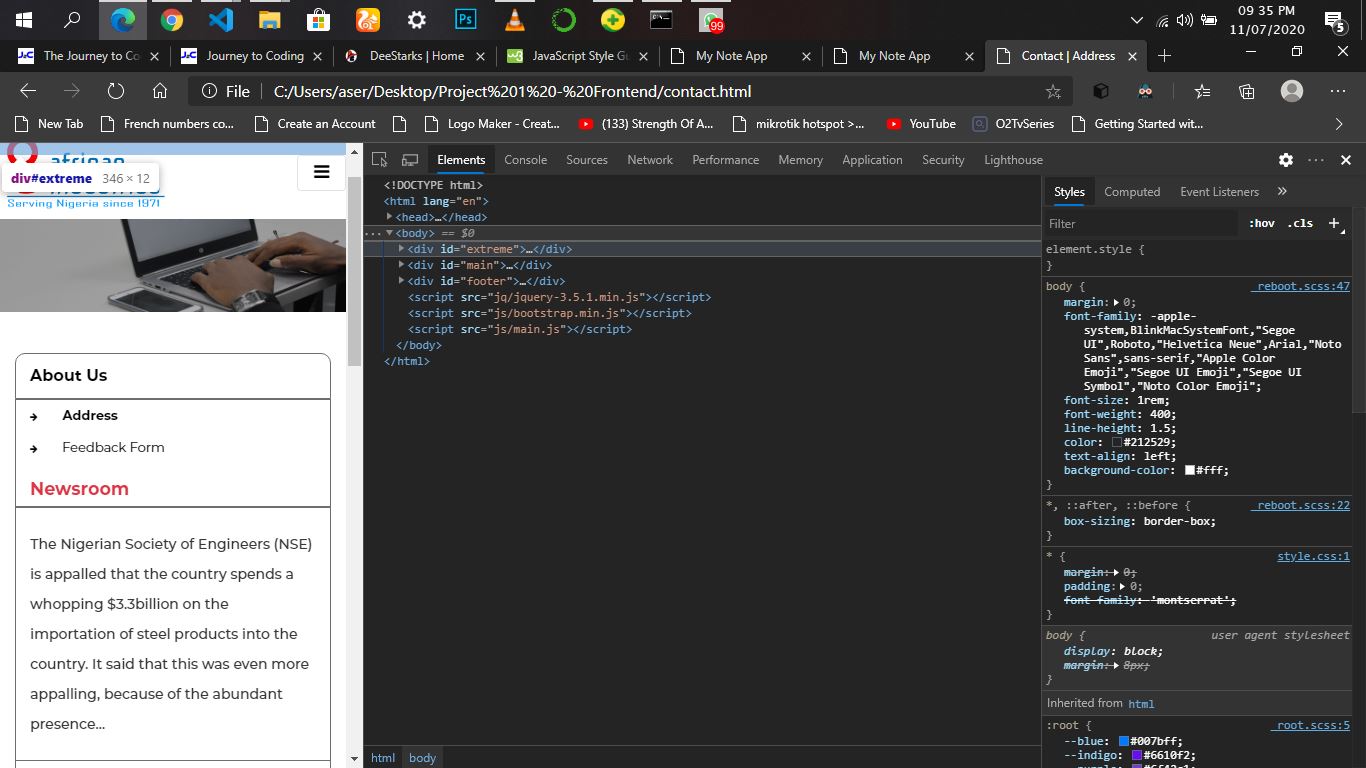 Ps
99
09 35 PM
11/07/2020
5
The Journey to Co
Journey to Coding
DeeStarks | Home
JavaScript Style Gu
My Note App
My Note App
Contact | Address
File
C:/Users/aser/Desktop/Project%201%20-%20Frontend/contact.html
New Tab
French numbers co...
Create an Account
Logo Maker - Creat...
(133) Strength Of A...
mikrotik hotspot >...
YouTube
O2TvSeries
Getting Started wit...
div#extreme 346 × 12
Serving Nigeria since 1971
About Us
Address
Feedback Form
Newsroom
The Nigerian Society of Engineers (NSE)
is appalled that the country spends a
whopping $3.3billion on the
importation of steel products into the
country. It said that this was even more
appalling, because of the abundant
presence...
Elements Console Sources Network Performance Memory Application Security Lighthouse
<!DOCTYPE html>
<html lang="en">
<head>…</head>
<body> == $0
<div id="extreme">…</div>
<div id="main">…</div>
<div id="footer">…</div>
<script src="jq/jquery-3.5.1.min.js"></script>
<script src="js/bootstrap.min.js"></script>
<script src="js/main.js"></script>
</body>
</html>
html body
Styles Computed Event Listeners »
Filter :hov .cls +
element.style {
}
body { _reboot.scss:47
margin: 0;
font-family: -apple-
system,BlinkMacSystemFont,"Segoe
UI",Roboto,"Helvetica Neue",Arial,"Noto
Sans",sans-serif,"Apple Color
Emoji","Segoe UI Emoji","Segoe UI
Symbol","Noto Color Emoji";
font-size: 1rem;
font-weight: 400;
line-height: 1.5;
color: #212529;
text-align: left;
background-color: #fff;
}
*, ::after, ::before { _reboot.scss:22
box-sizing: border-box;
}
* { style.css:1
margin: 0;
padding: 0;
font-family: 'montserrat';
}
body { user agent stylesheet
display: block;
margin: 8px;
}
Inherited from html
:root { _root.scss:5
--blue: #007bff;
--indigo: #6610f2;